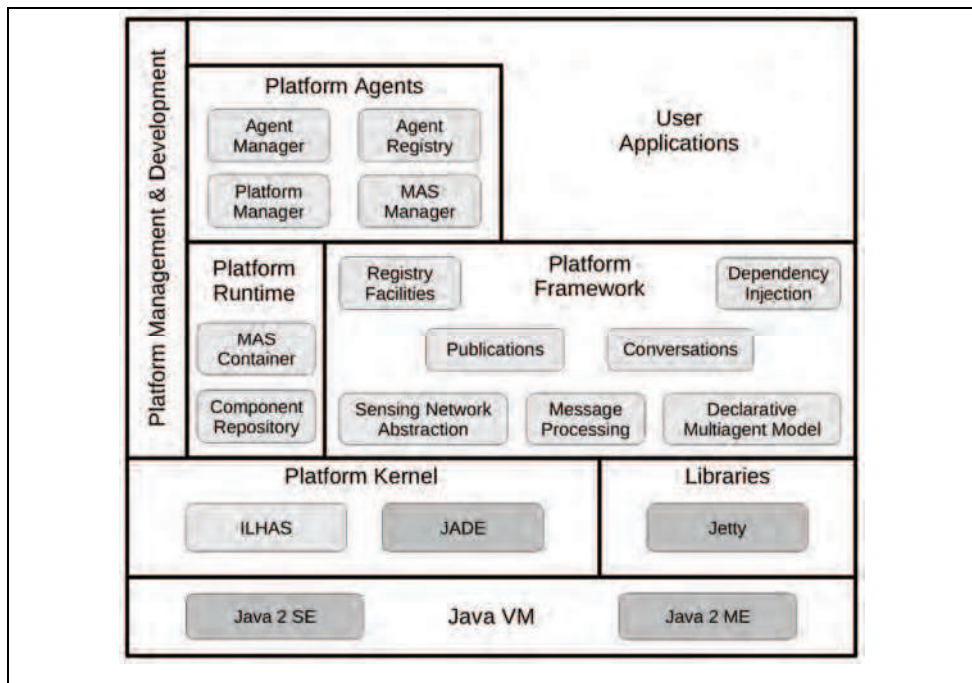 Platform Management & Development
Platform Agents
Agent
Manager
Agent
Registry
Platform
Manager
MAS
Manager
User
Applications
Platform
Runtime
MAS
Container
Component
Repository
Platform
Framework
Registry
Facilities
Dependency
Injection
Publications
Conversations
Sensing Network
Abstraction
Message
Processing
Declarative
Multiagent Model
Platform Kernel
ILHAS
JADE
Libraries
Jetty
Java 2 SE
Java VM
Java 2 ME